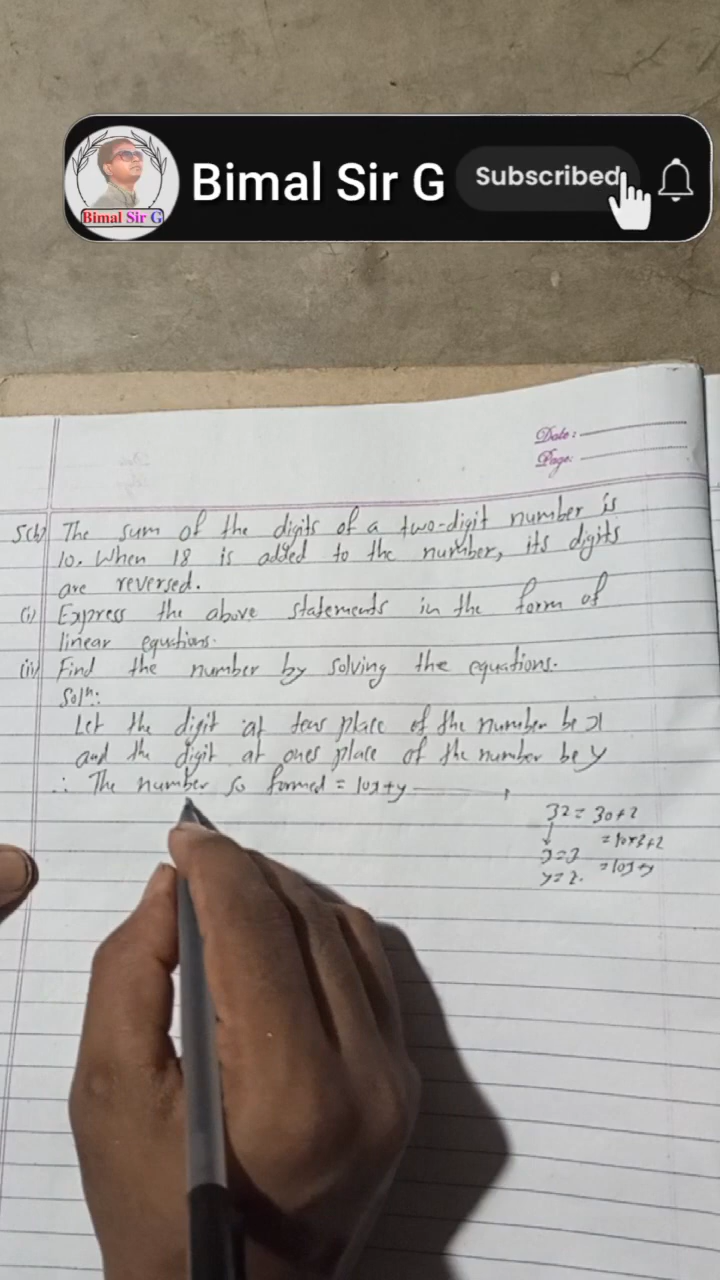 Bimal Sir G
Bimal Sir G
Subscribed
Date:
Page:
5(b) The sum of the digits of a two-digit number is
10. When 18 is added to the number, its digits
are reversed.
(i) Express the above statements in the form of
linear equations.
(ii) Find the number by solving the equations.
Solⁿ:
Let the digit at tens place of the number be x
and the digit at ones place of the number be y
∴ The number so formed = 10x+y
32 = 30+2
= 10×3+2
x=3
= 10x+y
y=2.